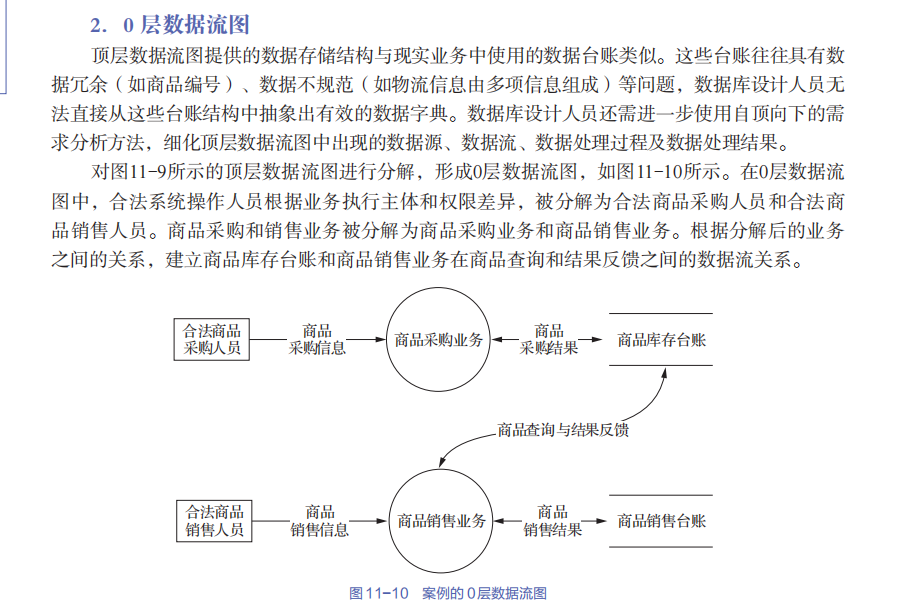 2. 0 层数据流图
顶层数据流图提供的数据存储结构与现实业务中使用的数据台账类似。这些台账往往具有数
据冗余（如商品编号）、数据不规范（如物流信息由多项信息组成）等问题，数据库设计人员无
法直接从这些台账结构中抽象出有效的数据字典。数据库设计人员还需进一步使用自顶向下的需
求分析方法，细化顶层数据流图中出现的数据源、数据流、数据处理过程及数据处理结果。
对图11-9所示的顶层数据流图进行分解，形成0层数据流图，如图11-10所示。在0层数据流
图中，合法系统操作人员根据业务执行主体和权限差异，被分解为合法商品采购人员和合法商
品销售人员。商品采购和销售业务被分解为商品采购业务和商品销售业务。根据分解后的业务
之间的关系，建立商品库存台账和商品销售业务在商品查询和结果反馈之间的数据流关系。
合法商品
采购人员
商品
采购信息
商品采购业务
商品
采购结果
商品库存台账
商品查询与结果反馈
合法商品
销售人员
商品
销售信息
商品销售业务
商品
销售结果
商品销售台账
图 11-10 案例的 0 层数据流图